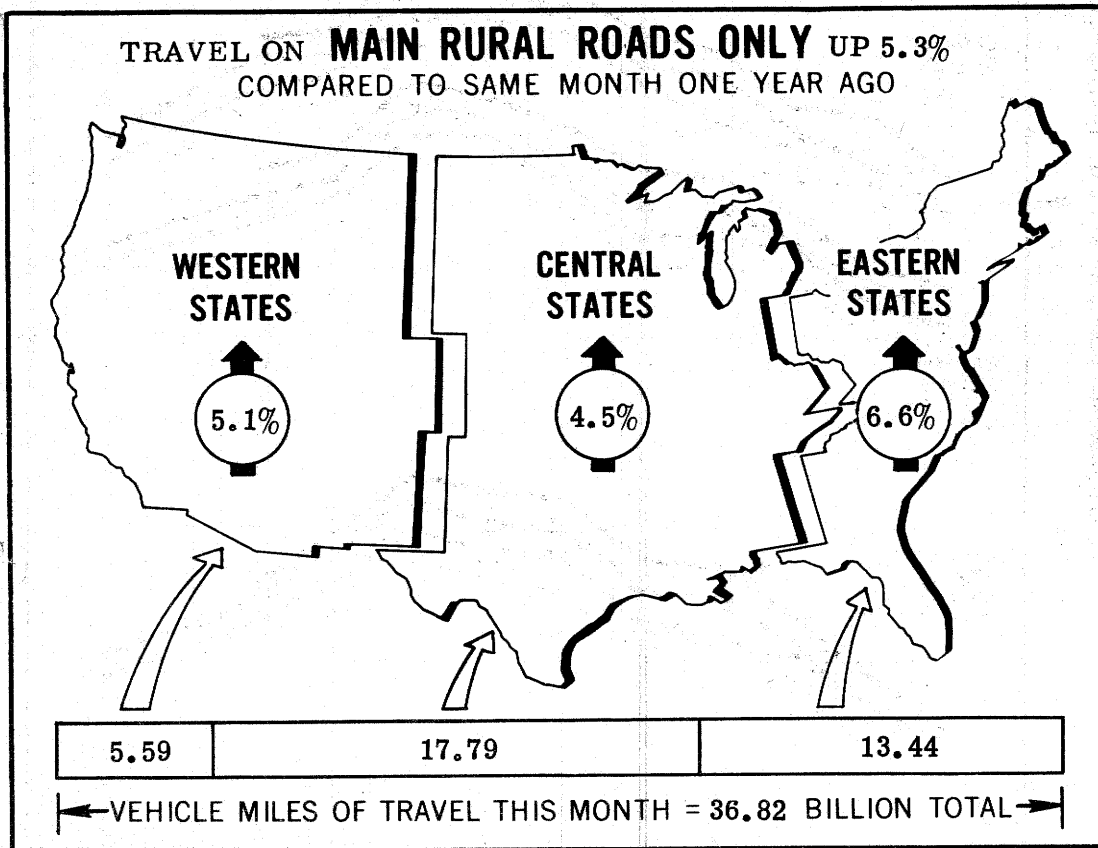 TRAVEL ON MAIN RURAL ROADS ONLY UP 5.3%
COMPARED TO SAME MONTH ONE YEAR AGO
WESTERN
STATES
5.1%
CENTRAL
STATES
4.5%
EASTERN
STATES
6.6%
5.59 17.79 13.44
VEHICLE MILES OF TRAVEL THIS MONTH = 36.82 BILLION TOTAL